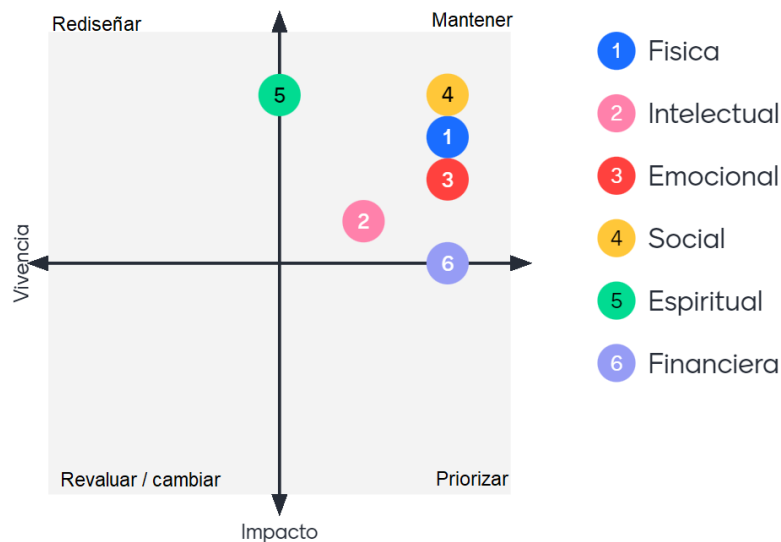 Rediseñar
Mantener
5
4
1
3
2
6
Vivencia
Revaluar / cambiar
Priorizar
Impacto
1 Fisica
2 Intelectual
3 Emocional
4 Social
5 Espiritual
6 Financiera